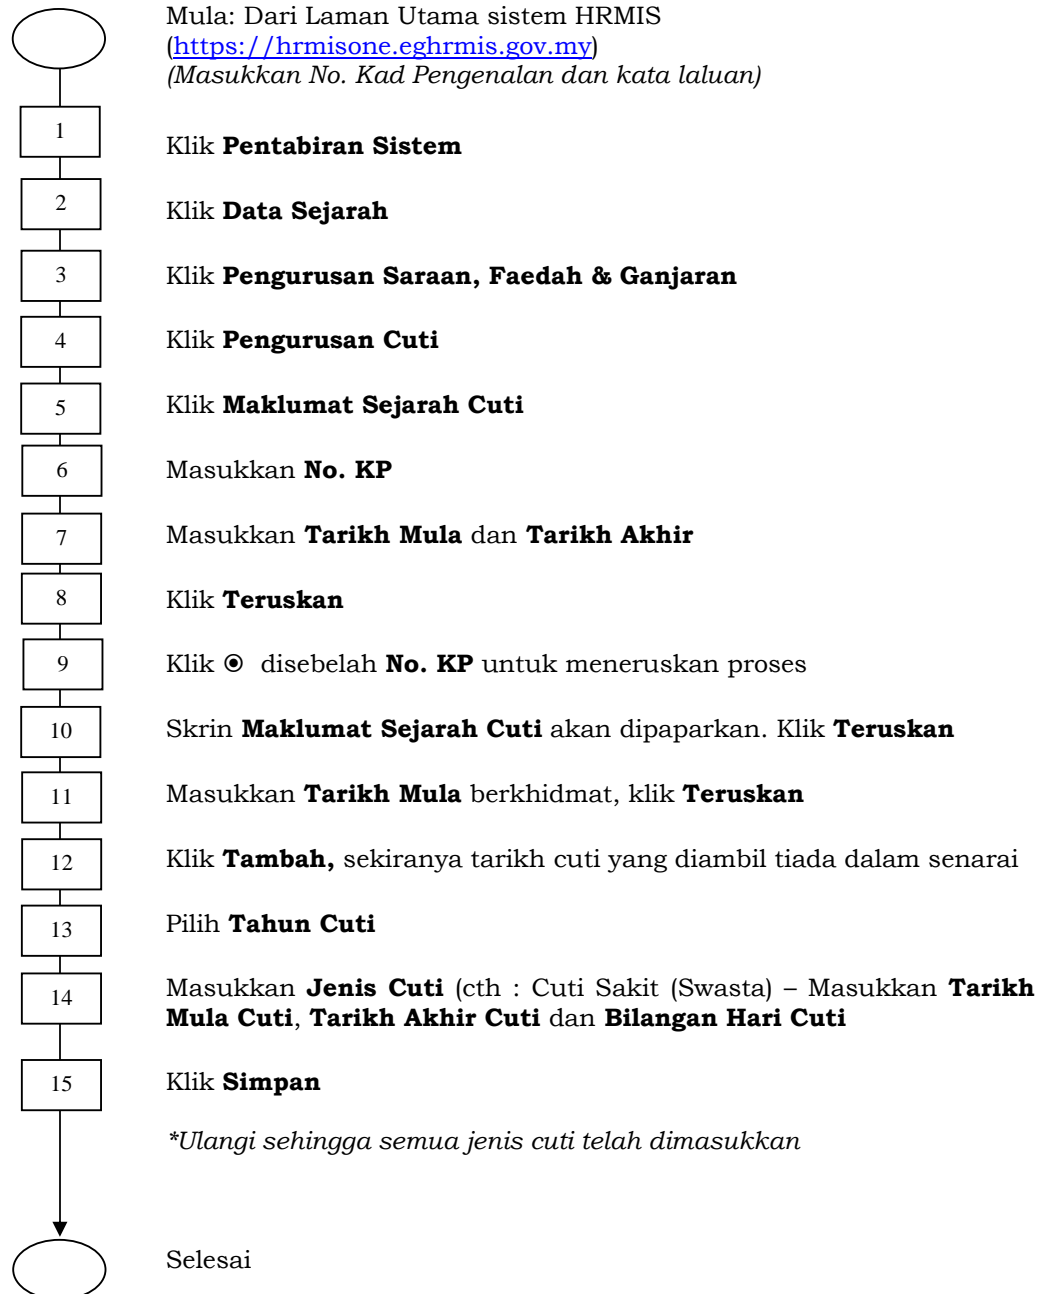 Mula: Dari Laman Utama sistem HRMIS
(https://hrmisone.eghrmis.gov.my)
(Masukkan No. Kad Pengenalan dan kata laluan)
1
Klik Pentabiran Sistem
2
Klik Data Sejarah
3
Klik Pengurusan Saraan, Faedah & Ganjaran
4
Klik Pengurusan Cuti
5
Klik Maklumat Sejarah Cuti
6
Masukkan No. KP
7
Masukkan Tarikh Mula dan Tarikh Akhir
8
Klik Teruskan
9
Klik ⦿ disebelah No. KP untuk meneruskan proses
10
Skrin Maklumat Sejarah Cuti akan dipaparkan. Klik Teruskan
11
Masukkan Tarikh Mula berkhidmat, klik Teruskan
12
Klik Tambah, sekiranya tarikh cuti yang diambil tiada dalam senarai
13
Pilih Tahun Cuti
14
Masukkan Jenis Cuti (cth : Cuti Sakit (Swasta) – Masukkan Tarikh
Mula Cuti, Tarikh Akhir Cuti dan Bilangan Hari Cuti
15
Klik Simpan
*Ulangi sehingga semua jenis cuti telah dimasukkan
Selesai